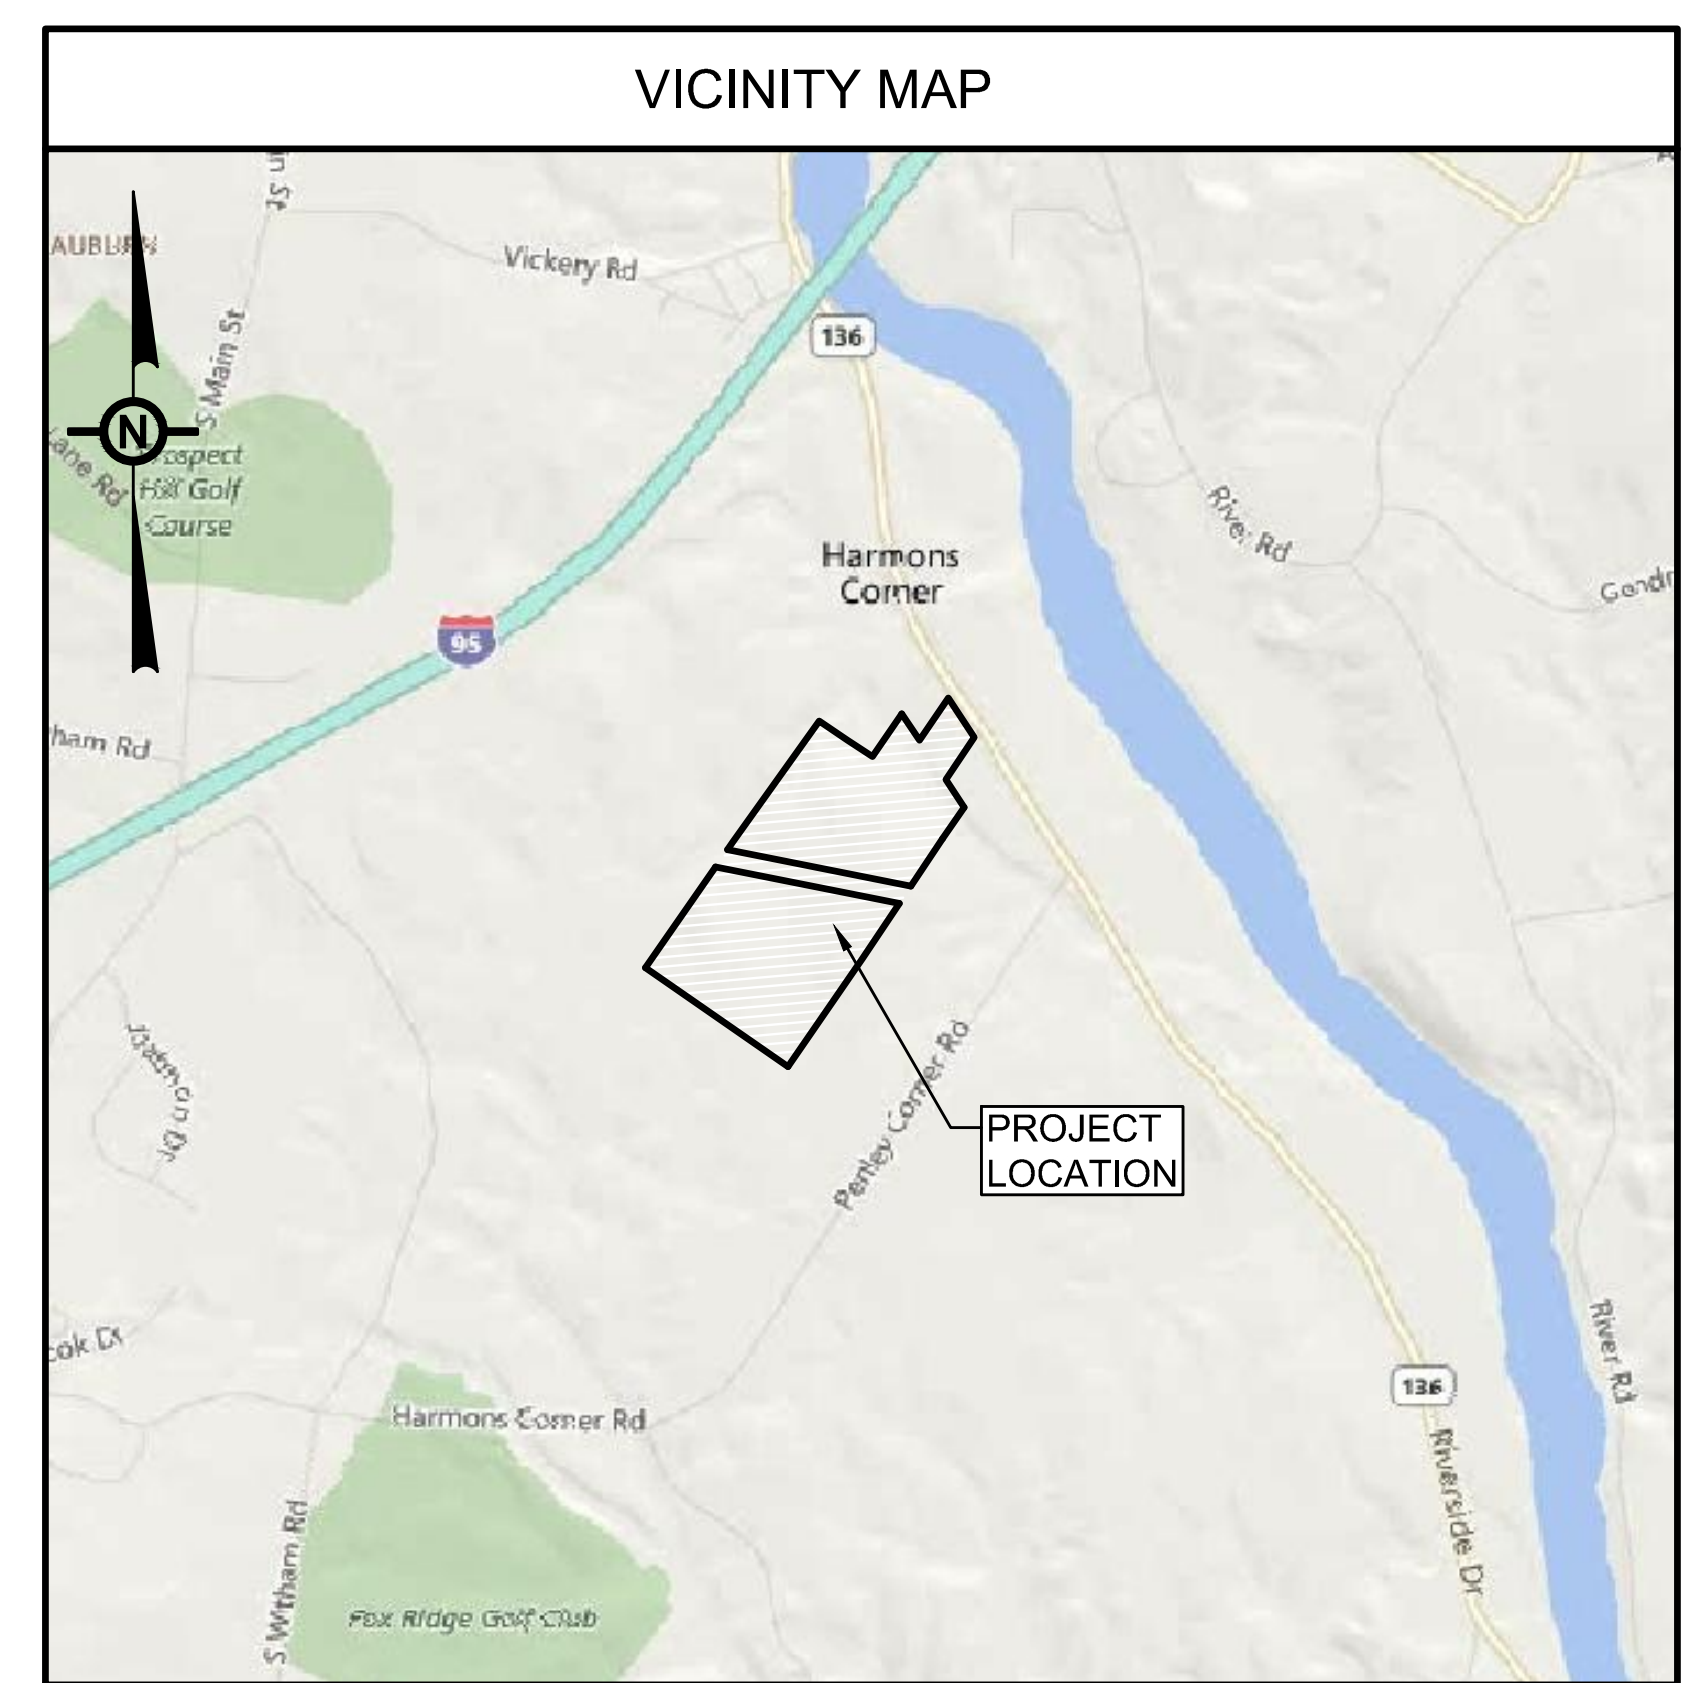 VICINITY MAP
AUBURN
Vickery Rd
136
S Main St
Prospect
Hill Golf
Course
River Rd
Harmons
Corner
95
PROJECT
LOCATION
Penley Corner Rd
River Rd
136
Harmons Corner Rd
Riverside Dr
S Witham Rd
Fox Ridge Golf Club
N